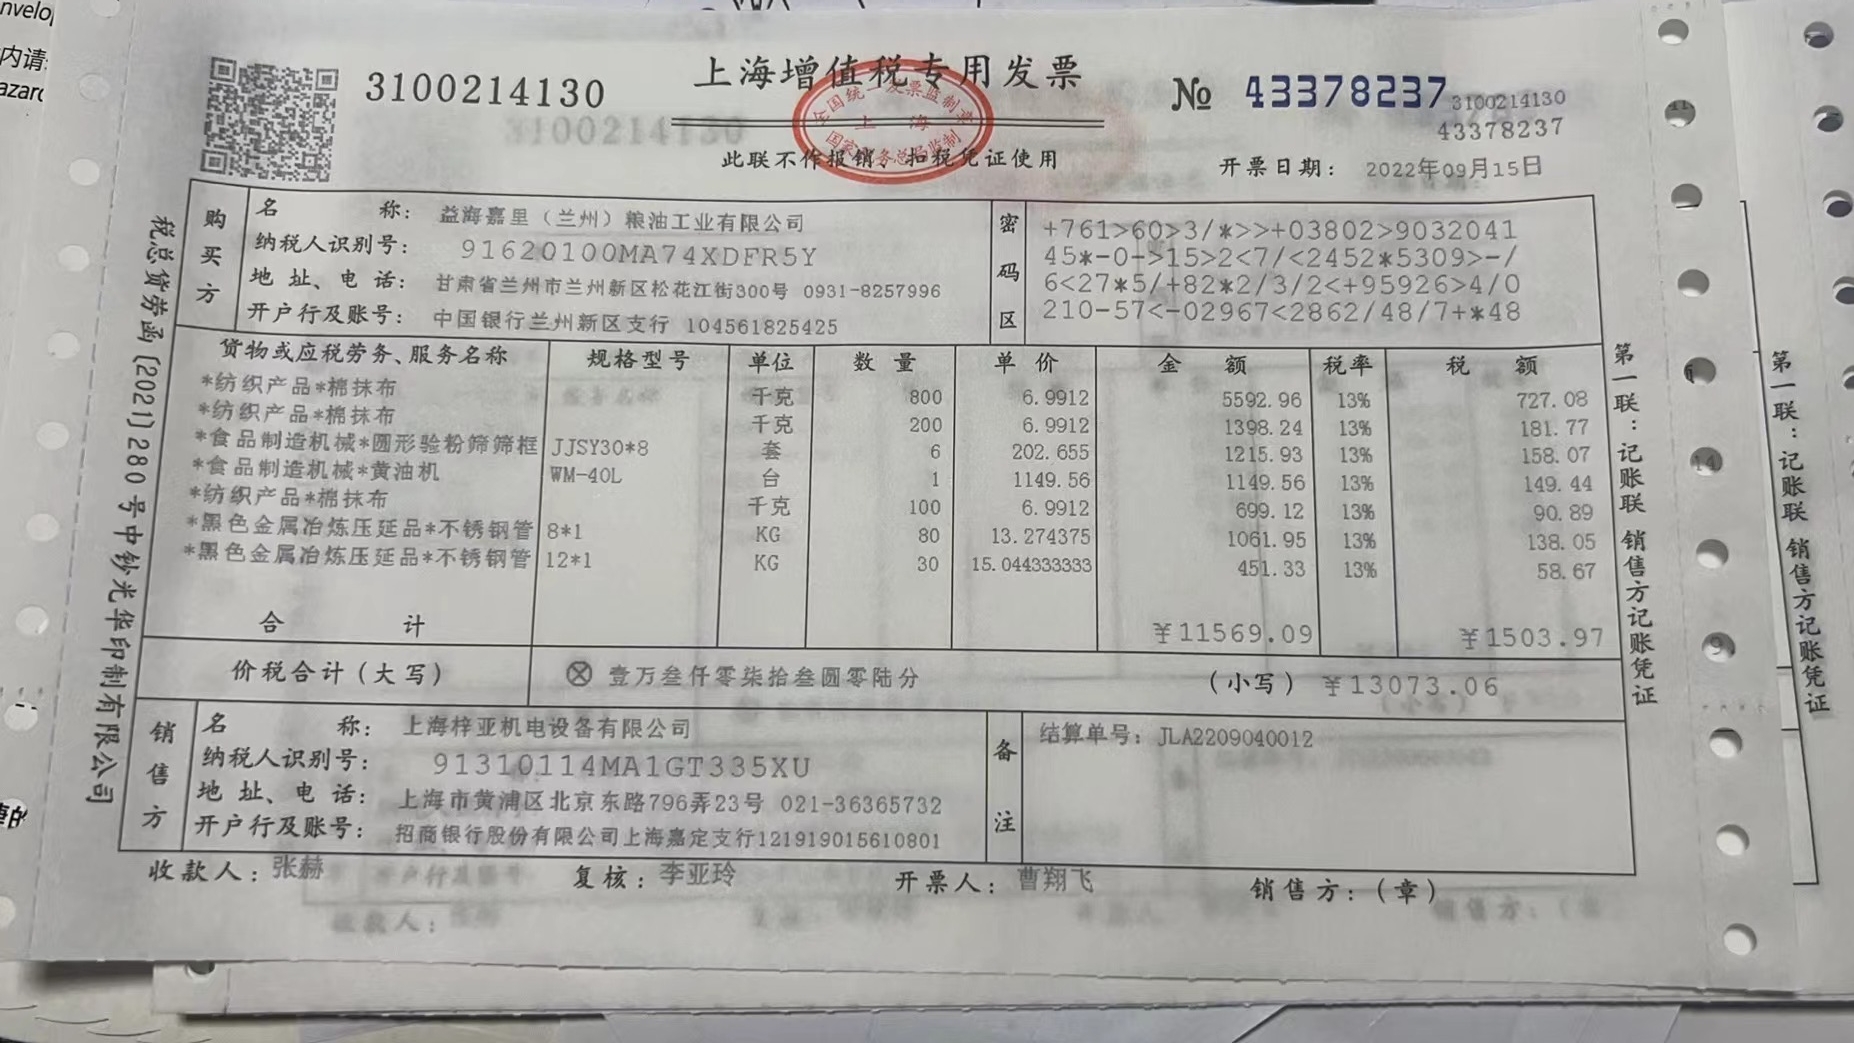 nvelo
内请
azard
上海增值税专用发票
3100214130
№ 43378237
3100214130
43378237
全国统一发票监制章
上海
国家税务总局监制
此联不作报销、扣税凭证使用
开票日期: 2022年09月15日
税总货劳函〔2021〕280号中钞光华印制有限公司
购买方
名称: 益海嘉里（兰州）粮油工业有限公司
纳税人识别号: 91620100MA74XDFR5Y
地址、电话: 甘肃省兰州市兰州新区松花江街300号 0931-8257996
开户行及账号: 中国银行兰州新区支行 104561825425
密码区
+761>60>3/*>>+03802>9032041
45*-0->15>2<7/<2452*5309>-/
6<27*5/+82*2/3/2<+95926>4/0
210-57<-02967<2862/48/7+*48
货物或应税劳务、服务名称 规格型号 单位 数量 单价 金额 税率 税额
*纺织产品*棉抹布 千克 800 6.9912 5592.96 13% 727.08
*纺织产品*棉抹布 千克 200 6.9912 1398.24 13% 181.77
*食品制造机械*圆形验粉筛筛框 JJSY30*8 套 6 202.655 1215.93 13% 158.07
*食品制造机械*黄油机 WM-40L 台 1 1149.56 1149.56 13% 149.44
*纺织产品*棉抹布 千克 100 6.9912 699.12 13% 90.89
*黑色金属冶炼压延品*不锈钢管 8*1 KG 80 13.274375 1061.95 13% 138.05
*黑色金属冶炼压延品*不锈钢管 12*1 KG 30 15.044333333 451.33 13% 58.67
合计 ¥11569.09 ¥1503.97
价税合计（大写） ⊗壹万叁仟零柒拾叁圆零陆分 （小写）¥13073.06
销售方
名称: 上海梓亚机电设备有限公司
纳税人识别号: 91310114MA1GT335XU
地址、电话: 上海市黄浦区北京东路796弄23号 021-36365732
开户行及账号: 招商银行股份有限公司上海嘉定支行121919015610801
备注
结算单号: JLA2209040012
收款人: 张赫 复核: 李亚玲 开票人: 曹翔飞 销售方:（章）
第一联:记账联 销售方记账凭证
第一联:记账联 销售方记账凭证